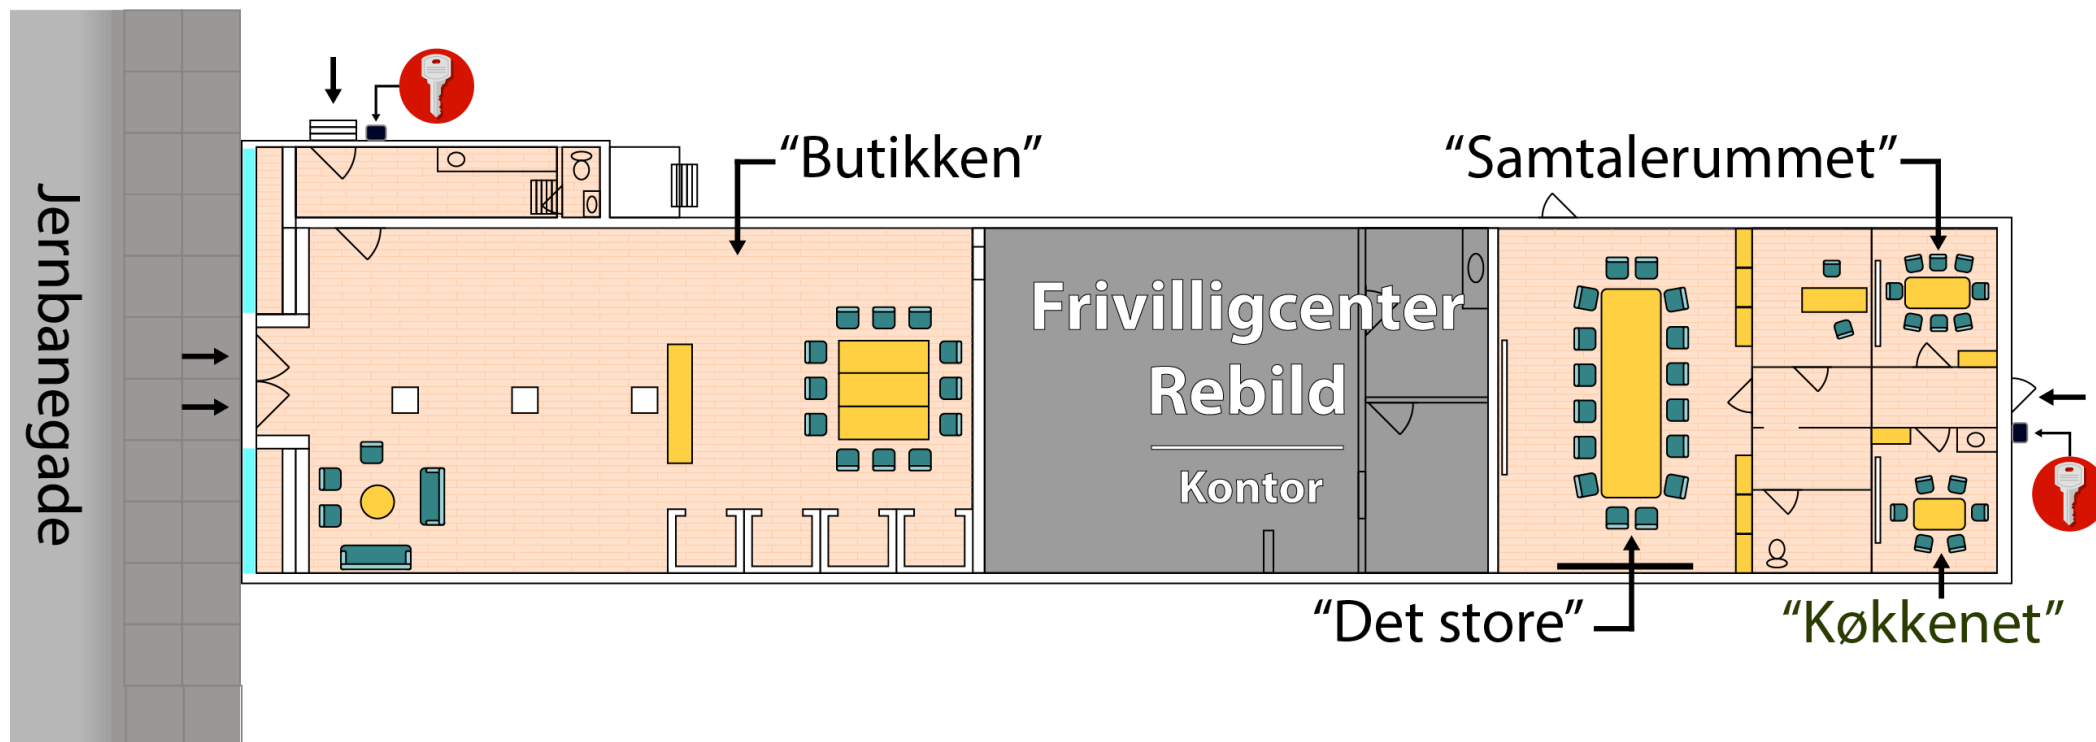 Jernbanegade
“Butikken”
“Samtalerummet”
Frivilligcenter
Rebild
Kontor
“Det store”
“Køkkenet”